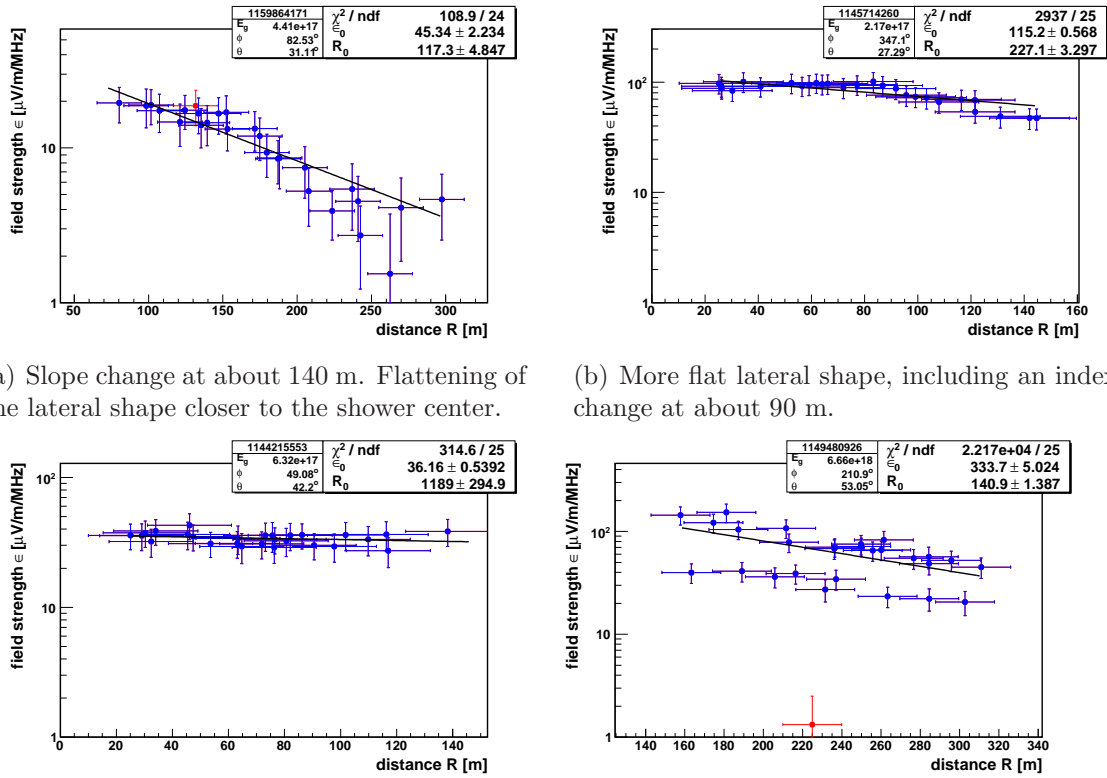 1159864171
E_g 4.41e+17
ϕ 82.53°
θ 31.11°
χ² / ndf 108.9 / 24
ε̃_0 45.34 ± 2.234
R_0 117.3 ± 4.847
field strength ∈ [μV/m/MHz]
10
1
50 100 150 200 250 300
distance R [m]
1145714260
E_g 2.17e+17
ϕ 347.1°
θ 27.29°
χ² / ndf 2937 / 25
ε̃_0 115.2 ± 0.568
R_0 227.1 ± 3.297
field strength ∈ [μV/m/MHz]
10²
10
1
0 20 40 60 80 100 120 140 160
distance R [m]
) Slope change at about 140 m. Flattening of
ne lateral shape closer to the shower center.
(b) More flat lateral shape, including an index
change at about 90 m.
1144215553
E_g 6.32e+17
ϕ 49.08°
θ 42.2°
χ² / ndf 314.6 / 25
ε̃_0 36.16 ± 0.5392
R_0 1189 ± 294.9
field strength ∈ [μV/m/MHz]
10²
10
1
0 20 40 60 80 100 120 140
distance R [m]
1149480926
E_g 6.66e+18
ϕ 210.9°
θ 53.05°
χ² / ndf 2.217e+04 / 25
ε̃_0 333.7 ± 5.024
R_0 140.9 ± 1.387
field strength ∈ [μV/m/MHz]
10²
10
1
140 160 180 200 220 240 260 280 300 320 340
distance R [m]